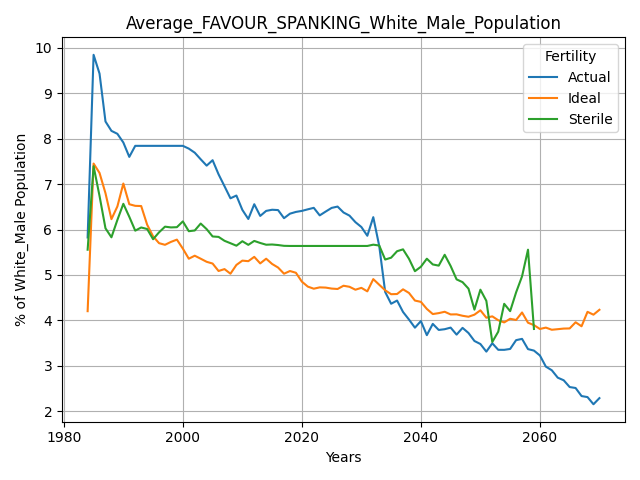 Average_FAVOUR_SPANKING_White_Male_Population
% of White_Male Population
10
9
8
7
6
5
4
3
2
Fertility
Actual
Ideal
Sterile
1980
2000
2020
2040
2060
Years